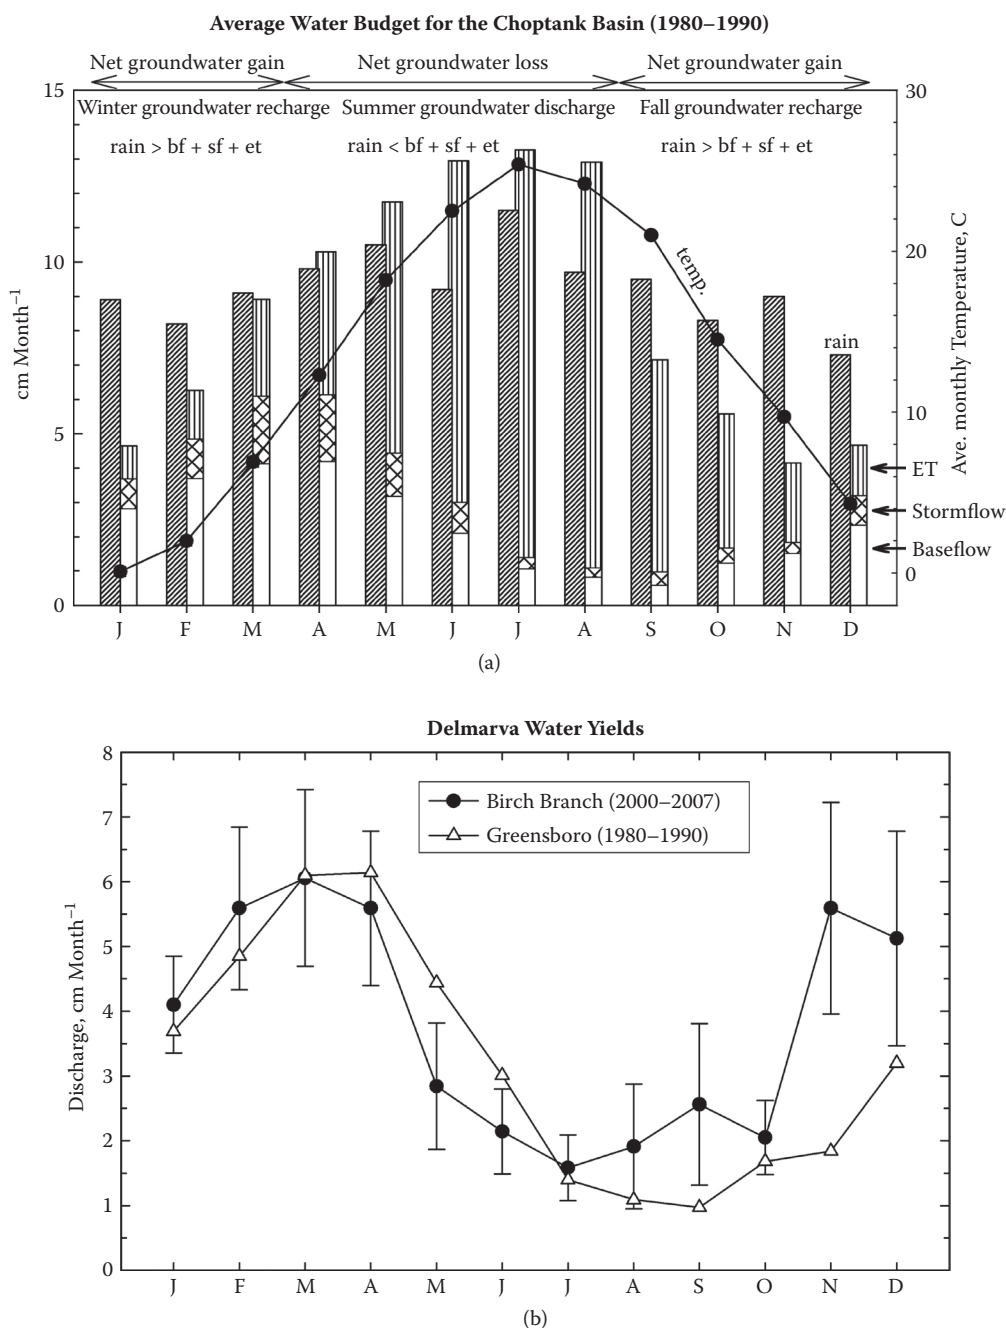 Average Water Budget for the Choptank Basin (1980–1990)
Net groundwater gain Net groundwater loss Net groundwater gain
Winter groundwater recharge Summer groundwater discharge Fall groundwater recharge
rain > bf + sf + et rain < bf + sf + et rain > bf + sf + et
15
10
5
0
cm Month⁻¹
30
20
10
0
Ave. monthly Temperature, C
temp.
rain
ET
Stormflow
Baseflow
J F M A M J J A S O N D
(a)
Delmarva Water Yields
8
7
6
5
4
3
2
1
0
Discharge, cm Month⁻¹
Birch Branch (2000–2007)
Greensboro (1980–1990)
J F M A M J J A S O N D
(b)